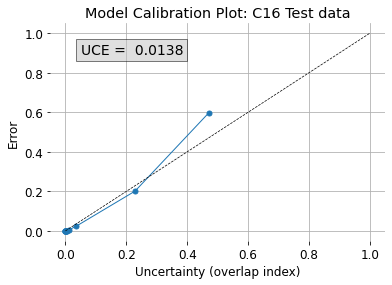 Model Calibration Plot: C16 Test data
UCE = 0.0138
1.0
0.8
0.6
0.4
0.2
0.0
Error
0.0 0.2 0.4 0.6 0.8 1.0
Uncertainty (overlap index)